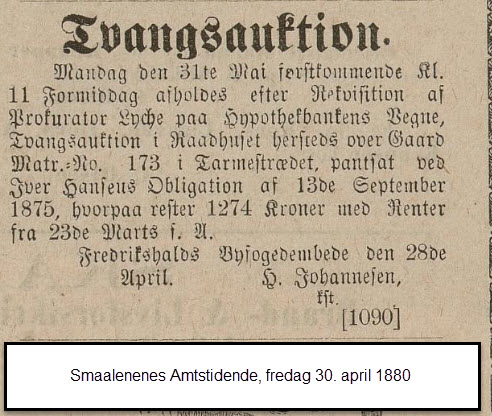 Tvangsauktion.
Mandag den 31te Mai førstkommende Kl.
11 Formiddag afholdes efter Rekvisition af
Prokurator Lyche paa Hypothekbankens Vegne,
Tvangsauktion i Raadhuset hersteds over Gaard
Matr.-No. 173 i Tarmestrædet, pantsat ved
Iver Hansens Obligation af 13de September
1875, hvorpaa rester 1274 Kroner med Renter
fra 23de Marts f. A.
Fredrikshalds Byfogedembede den 28de
April. H. Johannesen,
kst.
[1090]
Smaalenenes Amtstidende, fredag 30. april 1880